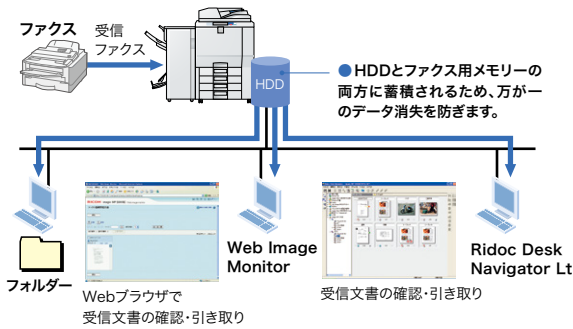 ファクス
受信
ファクス
HDD
●HDDとファクス用メモリーの
両方に蓄積されるため、万が一
のデータ消失を防ぎます。
フォルダー
Webブラウザで
受信文書の確認・引き取り
Web Image
Monitor
受信文書の確認・引き取り
Ridoc Desk
Navigator Lt